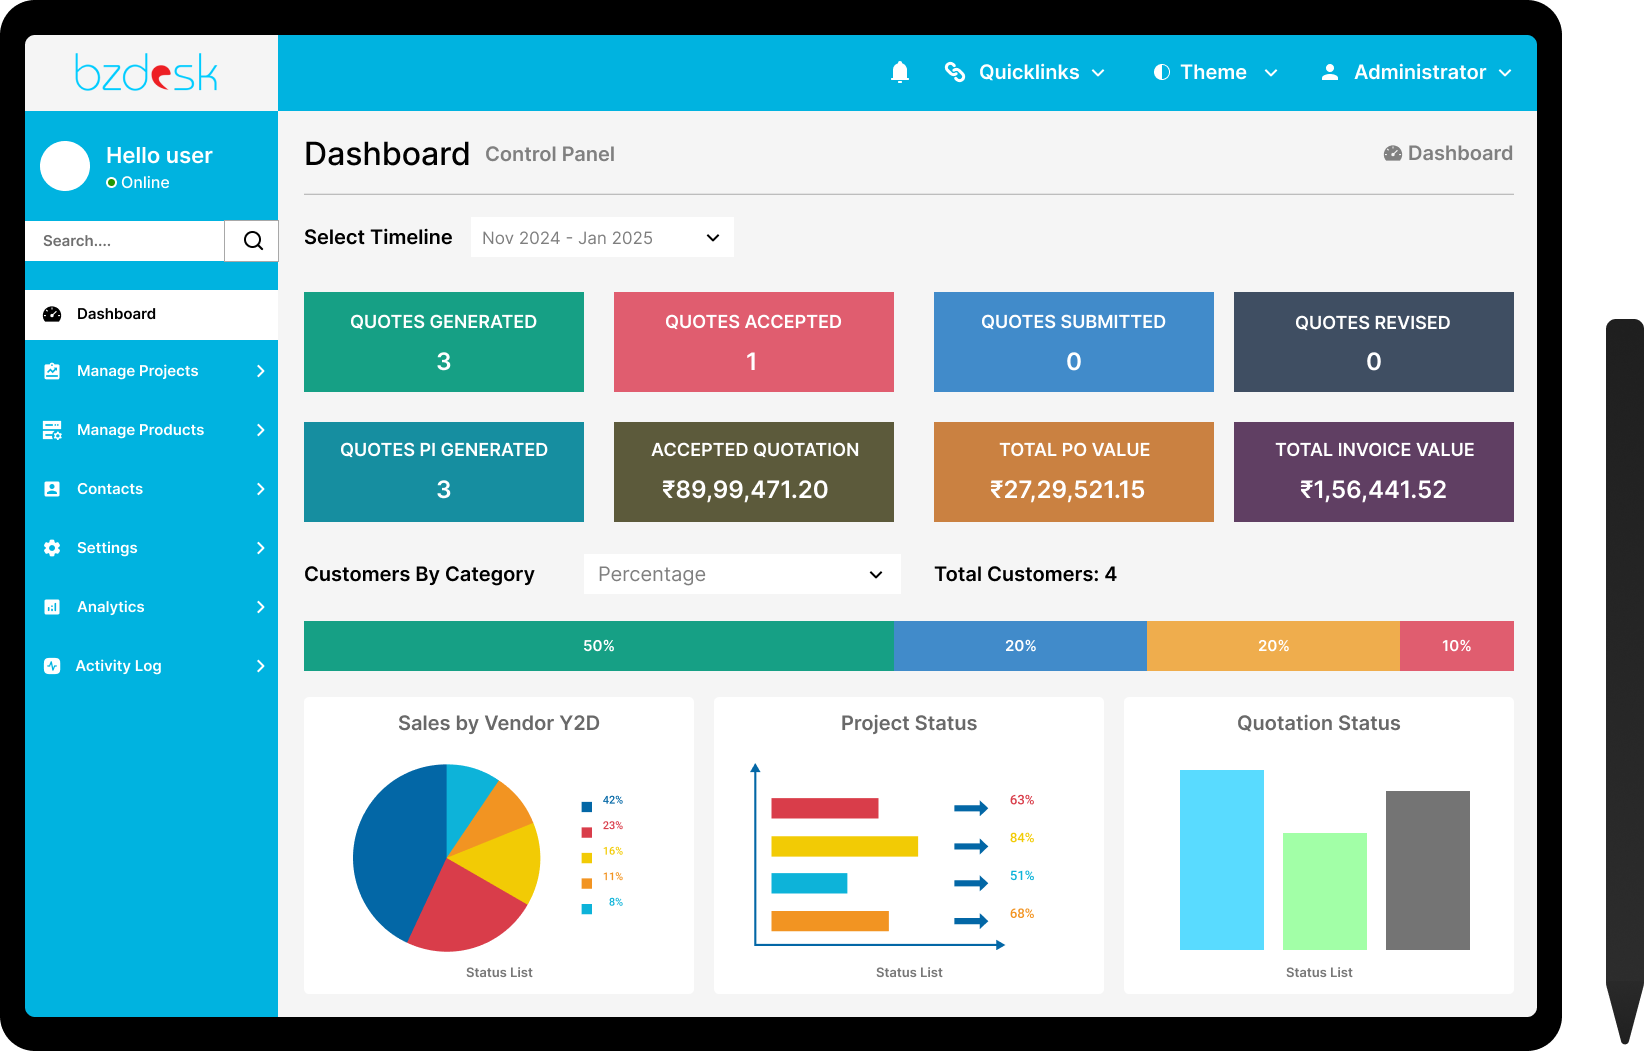 bzdesk
Quicklinks
Theme
Administrator
Hello user
Online
Search....
Dashboard
Manage Projects
Manage Products
Contacts
Settings
Analytics
Activity Log
Dashboard Control Panel
Dashboard
Select Timeline
Nov 2024 - Jan 2025
QUOTES GENERATED
3
QUOTES ACCEPTED
1
QUOTES SUBMITTED
0
QUOTES REVISED
0
QUOTES PI GENERATED
3
ACCEPTED QUOTATION
₹89,99,471.20
TOTAL PO VALUE
₹27,29,521.15
TOTAL INVOICE VALUE
₹1,56,441.52
Customers By Category
Percentage
Total Customers: 4
50%
20%
20%
10%
Sales by Vendor Y2D
42%
23%
16%
11%
8%
Status List
Project Status
63%
84%
51%
68%
Status List
Quotation Status
Status List